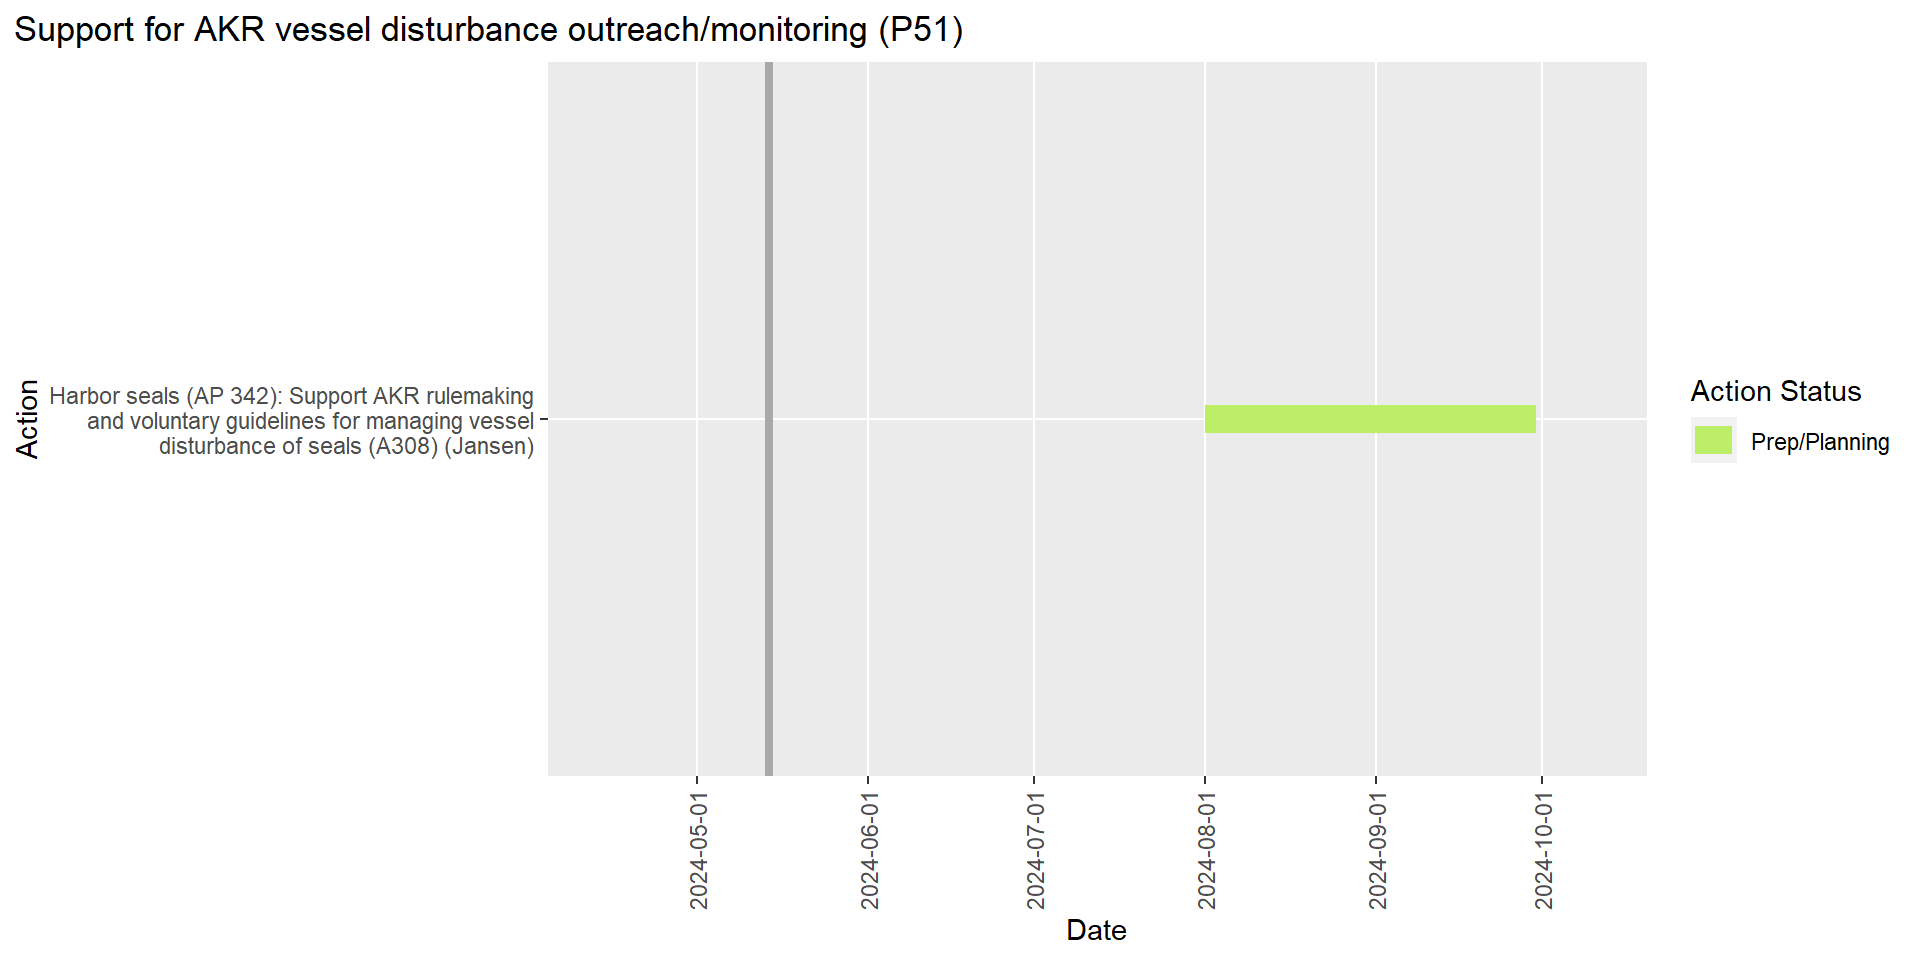 Support for AKR vessel disturbance outreach/monitoring (P51)
Action
Harbor seals (AP 342): Support AKR rulemaking
and voluntary guidelines for managing vessel
disturbance of seals (A308) (Jansen)
Action Status
Prep/Planning
2024-05-01
2024-06-01
2024-07-01
2024-08-01
2024-09-01
2024-10-01
Date